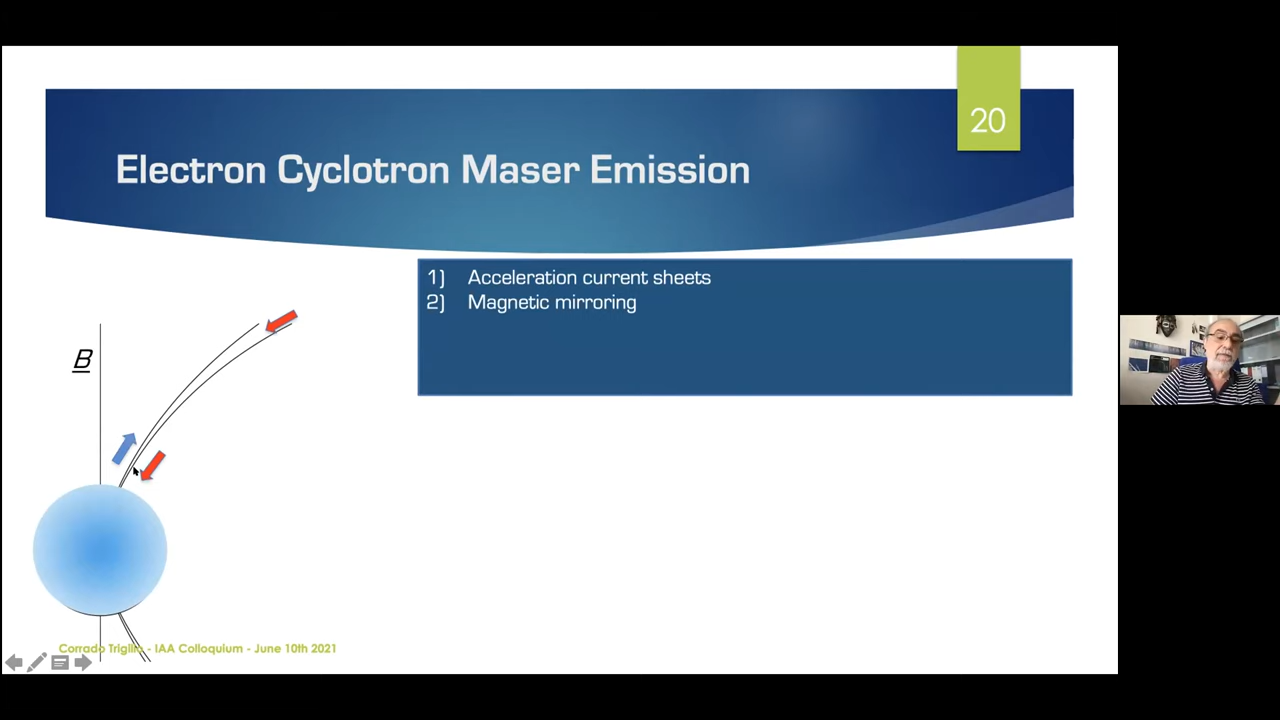 20
Electron Cyclotron Maser Emission
1) Acceleration current sheets
2) Magnetic mirroring
B
Corrado Trigilio - IAA Colloquium - June 10th 2021